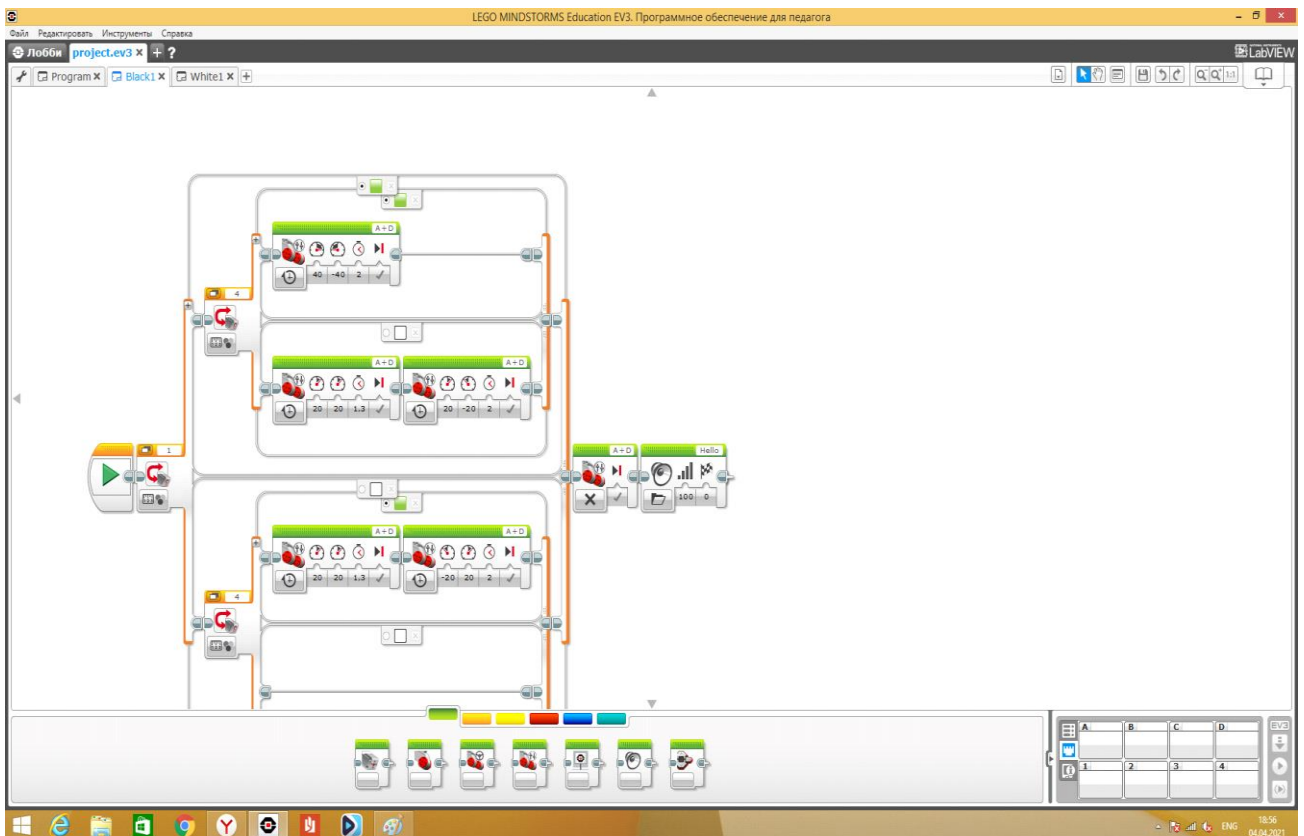 LEGO MINDSTORMS Education EV3. Программное обеспечение для педагога
Файл Редактировать Инструменты Справка
Лобби project.ev3 X + ?
LabVIEW
Program X Black1 X White1 X +
1:1
A+D
40 -40 2
4
A+D A+D
20 20 1.3 20 -20 2
1
A+D Hello
100 0
A+D A+D
20 20 1.3 -20 20 2
4
A B C D EV3
1 2 3 4
ENG 18:56
04.04.2021